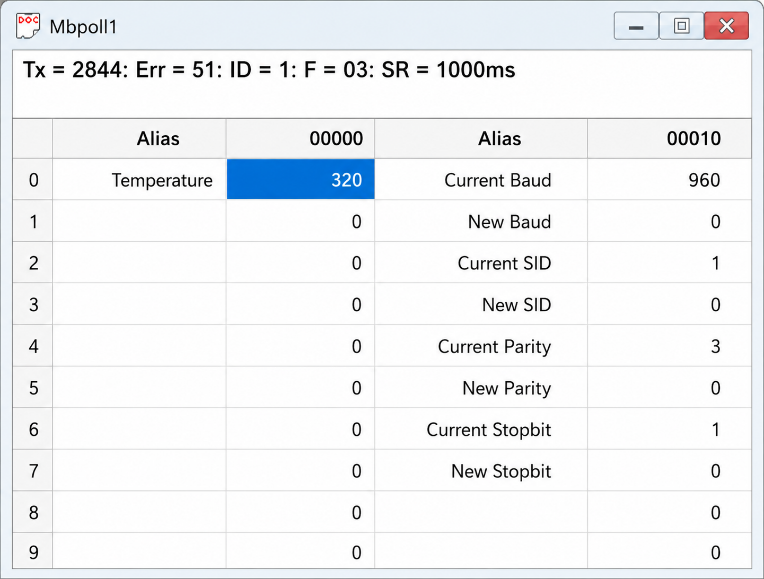 DOC
Mbpoll1
Tx = 2844: Err = 51: ID = 1: F = 03: SR = 1000ms
Alias 00000 Alias 00010
0 Temperature 320 Current Baud 960
1 0 New Baud 0
2 0 Current SID 1
3 0 New SID 0
4 0 Current Parity 3
5 0 New Parity 0
6 0 Current Stopbit 1
7 0 New Stopbit 0
8 0 0
9 0 0